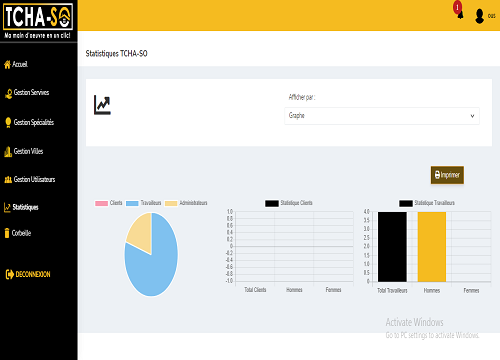 TCHA-SO
Ma main d'oeuvre en un clic!
1
ous
Accueil
Gestion Servives
Gestion Spécialités
Gestion Villes
Gestion Utilisateurs
Statistiques
Corbeille
DECONNEXION
Statistiques TCHA-SO
Afficher par :
Graphe
Imprimer
Clients Travailleurs Administrateurs
Statistique Clients
1.0
0.8
0.6
0.4
0.2
0
-0.2
-0.4
-0.6
-0.8
-1.0
Total Clients Hommes Femmes
Statistique Travailleurs
4.0
3.5
3.0
2.5
2.0
1.5
1.0
0.5
0
Total Travailleurs Hommes Femmes
Activate Windows
Go to PC settings to activate Windows.